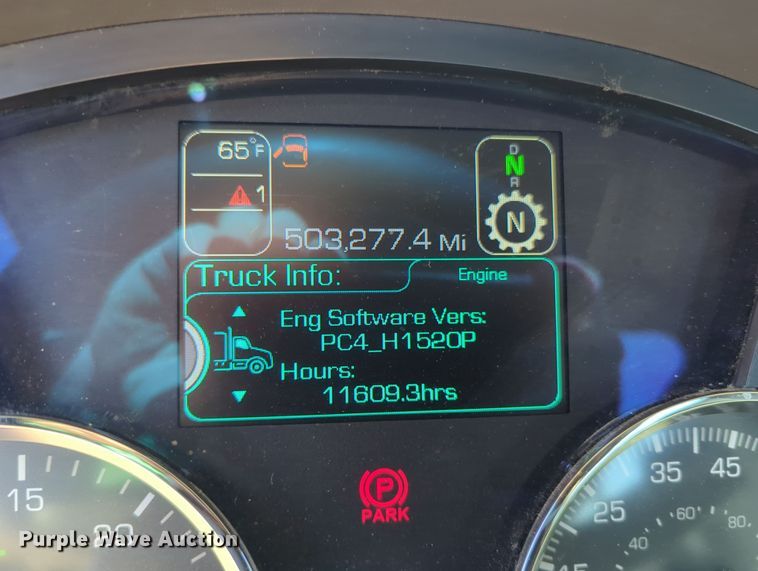 65°F
1
D
N
R
N
503,277.4 Mi
Truck Info:
Engine
Eng Software Vers:
PC4_H1520P
Hours:
11609.3hrs
P
PARK
15
20
25
35
45
40
60
80
Purple Wave Auction